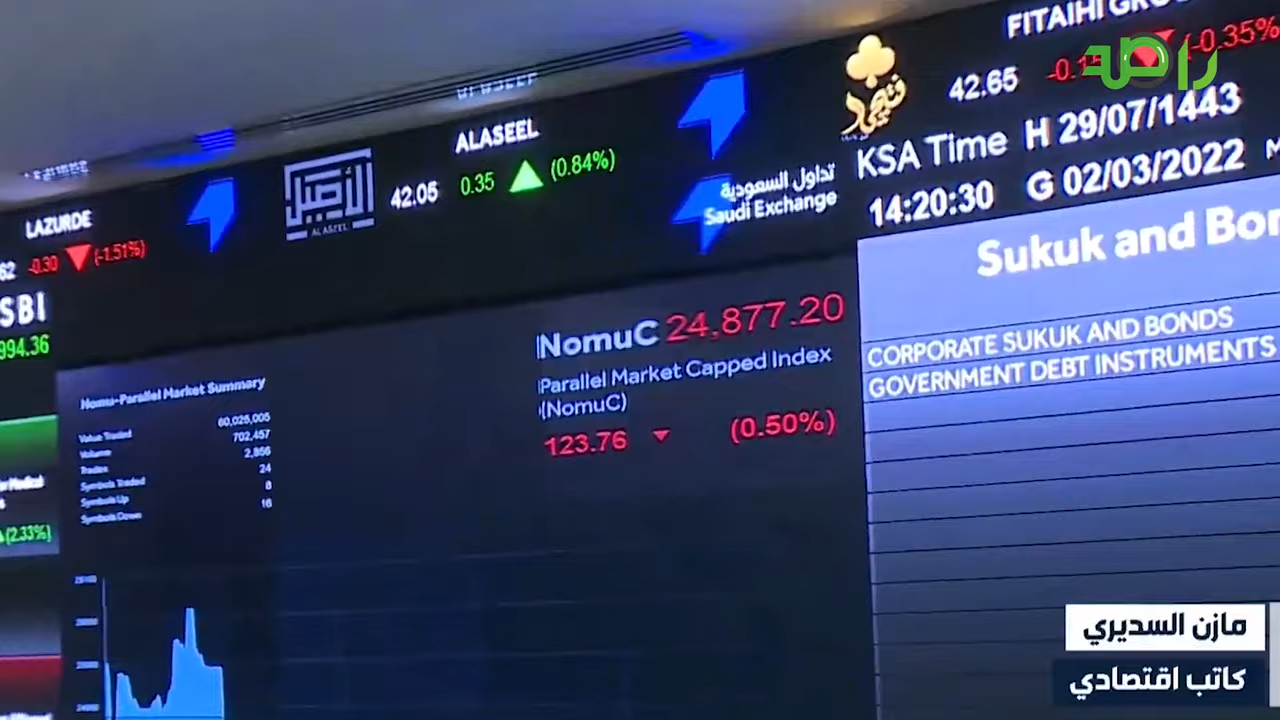 FITAIHI
42.65
-0.35%
راصد
فتيحي
KSA Time H 29/07/1443
14:20:30 G 02/03/2022
ALASEEL
الأصيل
ALASEEL
42.05 0.35 (0.84%)
تداول السعودية
Saudi Exchange
LAZURDE
-0.30 (-1.51%)
SBI
994.36
(2.33%)
Nomu-Parallel Market Summary
Value Traded 60,025,005
Volume 702,457
Trades 2,856
Symbols Traded 24
Symbols Up 8
Symbols Down 16
NomuC 24,877.20
Parallel Market Capped Index
(NomuC)
123.76 (0.50%)
Sukuk and
CORPORATE SUKUK AND BONDS
GOVERNMENT DEBT INSTRUMENTS
مازن السديري
كاتب اقتصادي